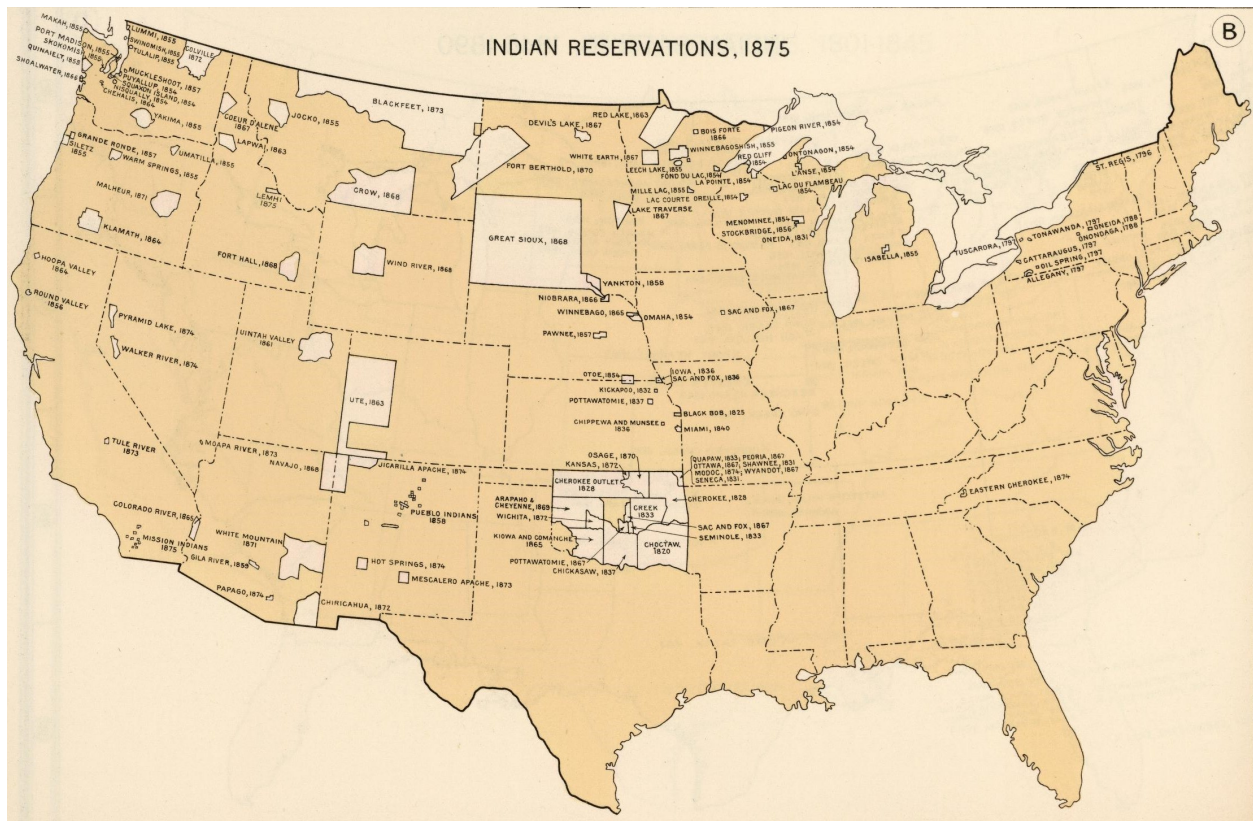 INDIAN RESERVATIONS, 1875
B
MAKAH, 1855
PORT MADISON, 1855
SKOKOMISH
1855
QUINAIELT, 1855
SHOALWATER, 1866
LUMMI, 1855
SWINOMISH, 1855
TULALIP, 1855
COLVILLE
1872
MUCKLESHOOT, 1857
PUYALLUP, 1854
SQUAXON ISLAND, 1854
NISQUALLY, 1854
CHEHALIS, 1864
YAKIMA, 1855
COEUR D'ALENE
1867
JOCKO, 1855
LAPWAI, 1863
BLACKFEET, 1873
GRANDE RONDE, 1857
SILETZ
1855
UMATILLA, 1855
WARM SPRINGS, 1855
MALHEUR, 1871
KLAMATH, 1864
LEMHI
1875
CROW, 1868
FORT HALL, 1868
WIND RIVER, 1868
DEVIL'S LAKE, 1867
FORT BERTHOLD, 1870
GREAT SIOUX, 1868
RED LAKE, 1863
BOIS FORTE
1866
PIGEON RIVER, 1854
WHITE EARTH, 1867
WINNEBAGOSHISH, 1855
LEECH LAKE, 1855
FOND DU LAC, 1854
RED CLIFF
1854
ONTONAGON, 1854
L'ANSE, 1854
LA POINTE, 1854
LAC DU FLAMBEAU
1854
MILLE LAC, 1855
LAC COURTE OREILLE, 1854
LAKE TRAVERSE
1867
MENOMINEE, 1854
STOCKBRIDGE, 1856
ONEIDA, 1831
ISABELLA, 1855
ST. REGIS, 1796
TUSCARORA, 1797
TONAWANDA, 1797
ONEIDA, 1788
ONONDAGA, 1788
CATTARAUGUS, 1797
OIL SPRING, 1797
ALLEGANY, 1797
HOOPA VALLEY
1864
ROUND VALLEY
1856
PYRAMID LAKE, 1874
WALKER RIVER, 1874
UINTAH VALLEY
1861
UTE, 1863
YANKTON, 1858
NIOBRARA, 1866
WINNEBAGO, 1865
OMAHA, 1854
PAWNEE, 1857
SAC AND FOX, 1867
OTOE, 1854
IOWA, 1836
SAC AND FOX, 1836
KICKAPOO, 1832
POTTAWATOMIE, 1837
BLACK BOB, 1825
CHIPPEWA AND MUNSEE
1836
MIAMI, 1840
TULE RIVER
1873
MOAPA RIVER, 1873
NAVAJO, 1868
JICARILLA APACHE, 1874
OSAGE, 1870
KANSAS, 1872
QUAPAW, 1833; PEORIA, 1867
OTTAWA, 1867, SHAWNEE, 1831
MODOC, 1874; WYANDOT, 1867
SENECA, 1831.
CHEROKEE OUTLET
1828
CHEROKEE, 1828
ARAPAHO &
CHEYENNE, 1869
CREEK
1833
WICHITA, 1872
SAC AND FOX, 1867
SEMINOLE, 1833
KIOWA AND COMANCHE
1865
CHOCTAW,
1820
POTTAWATOMIE, 1867
CHICKASAW, 1837
EASTERN CHEROKEE, 1874
COLORADO RIVER, 1865
MISSION INDIANS
1875
WHITE MOUNTAIN
1871
GILA RIVER, 1859
PAPAGO, 1874
PUEBLO INDIANS
1858
HOT SPRINGS, 1874
MESCALERO APACHE, 1873
CHIRICAHUA, 1872